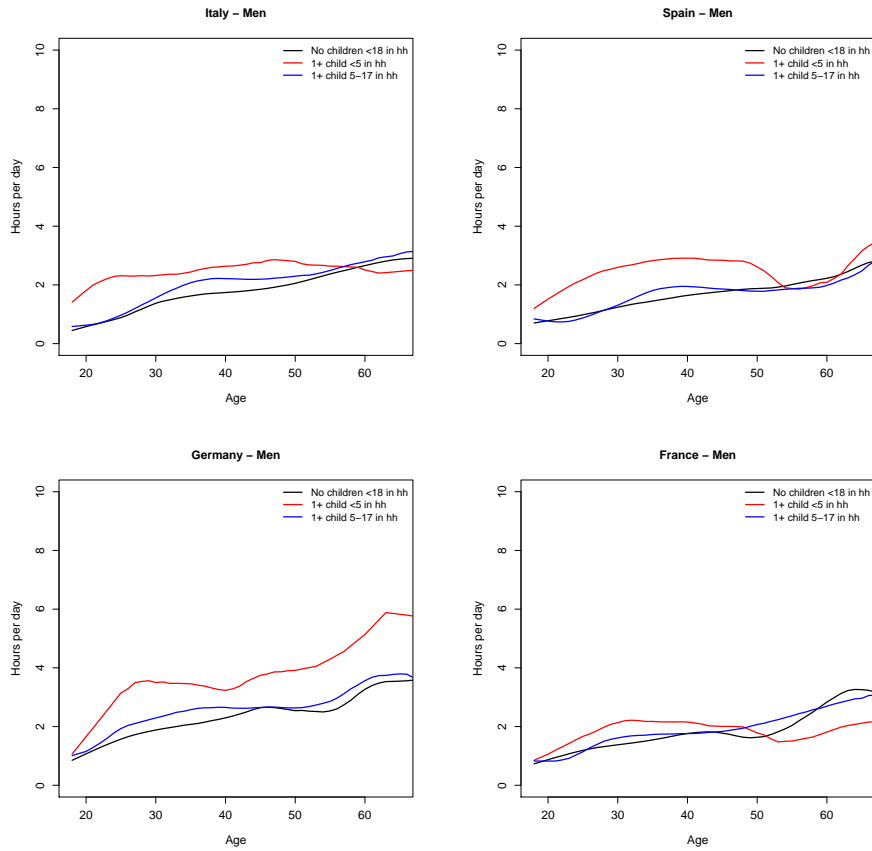 Italy – Men
No children <18 in hh
1+ child <5 in hh
1+ child 5–17 in hh
Hours per day
0 2 4 6 8 10
20 30 40 50 60
Age
Spain – Men
No children <18 in hh
1+ child <5 in hh
1+ child 5–17 in hh
Hours per day
0 2 4 6 8 10
20 30 40 50 60
Age
Germany – Men
No children <18 in hh
1+ child <5 in hh
1+ child 5–17 in hh
Hours per day
0 2 4 6 8 10
20 30 40 50 60
Age
France – Men
No children <18 in hh
1+ child <5 in hh
1+ child 5–17 in hh
Hours per day
0 2 4 6 8 10
20 30 40 50 60
Age